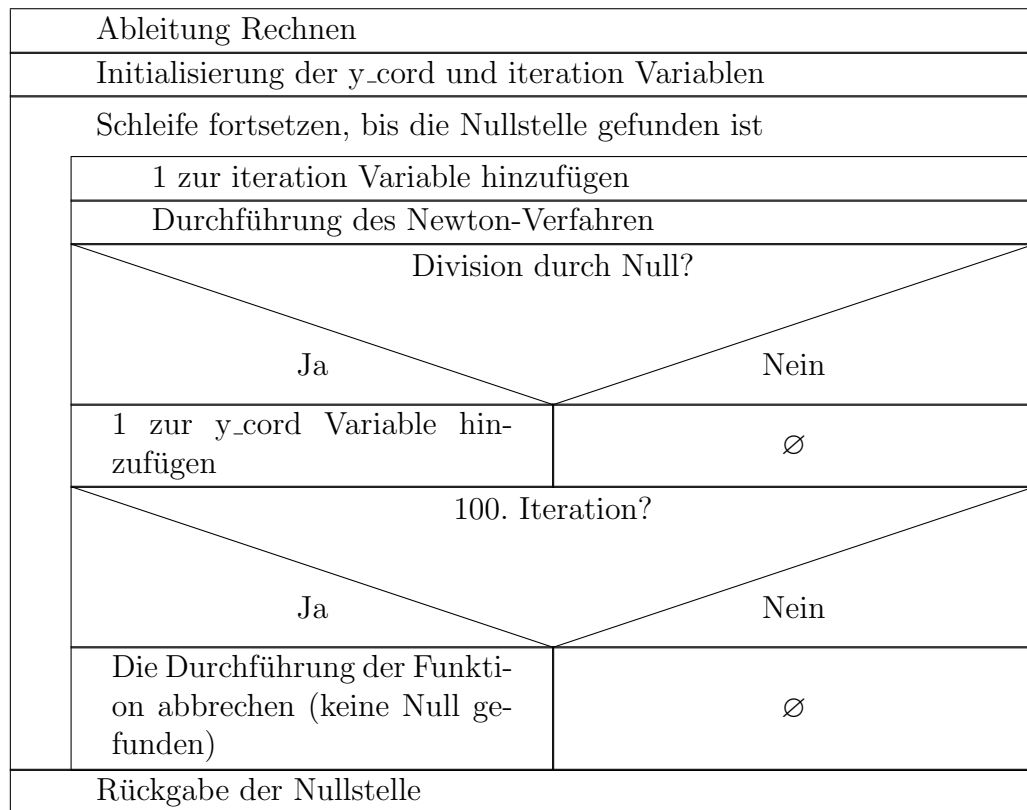 Ableitung Rechnen
Initialisierung der y_cord und iteration Variablen
Schleife fortsetzen, bis die Nullstelle gefunden ist
1 zur iteration Variable hinzufügen
Durchführung des Newton-Verfahren
Division durch Null?
Ja
Nein
1 zur y_cord Variable hin-
zufügen
∅
100. Iteration?
Ja
Nein
Die Durchführung der Funkti-
on abbrechen (keine Null ge-
funden)
∅
Rückgabe der Nullstelle